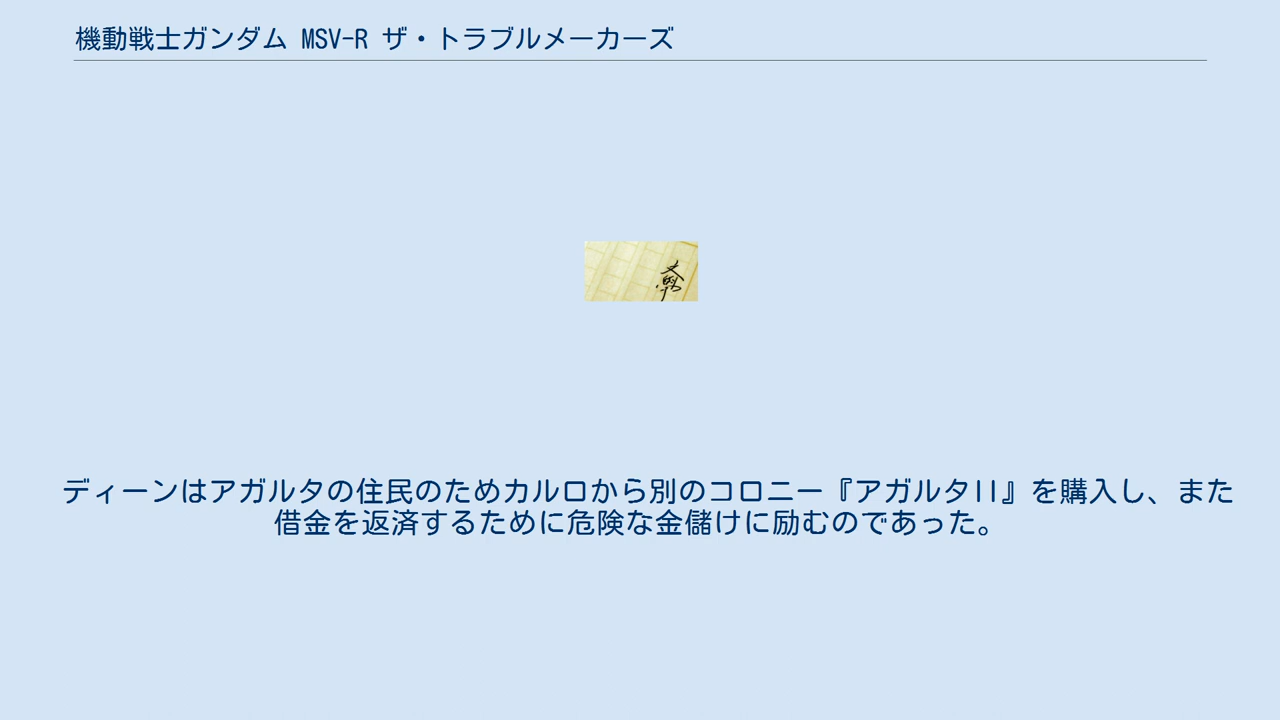 機動戦士ガンダム MSV-R ザ・トラブルメーカーズ
ディーンはアガルタの住民のためカルロから別のコロニー『アガルタII』を購入し、また
借金を返済するために危険な金儲けに励むのであった。